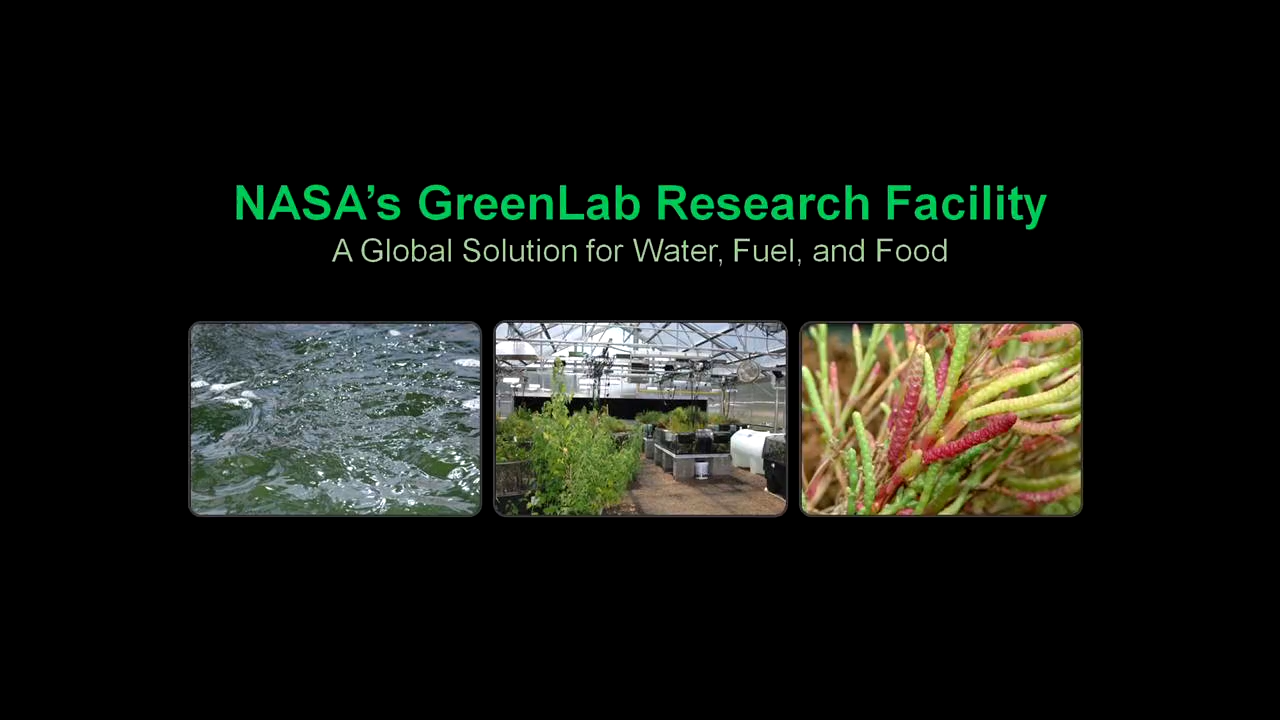 NASA’s GreenLab Research Facility
A Global Solution for Water, Fuel, and Food